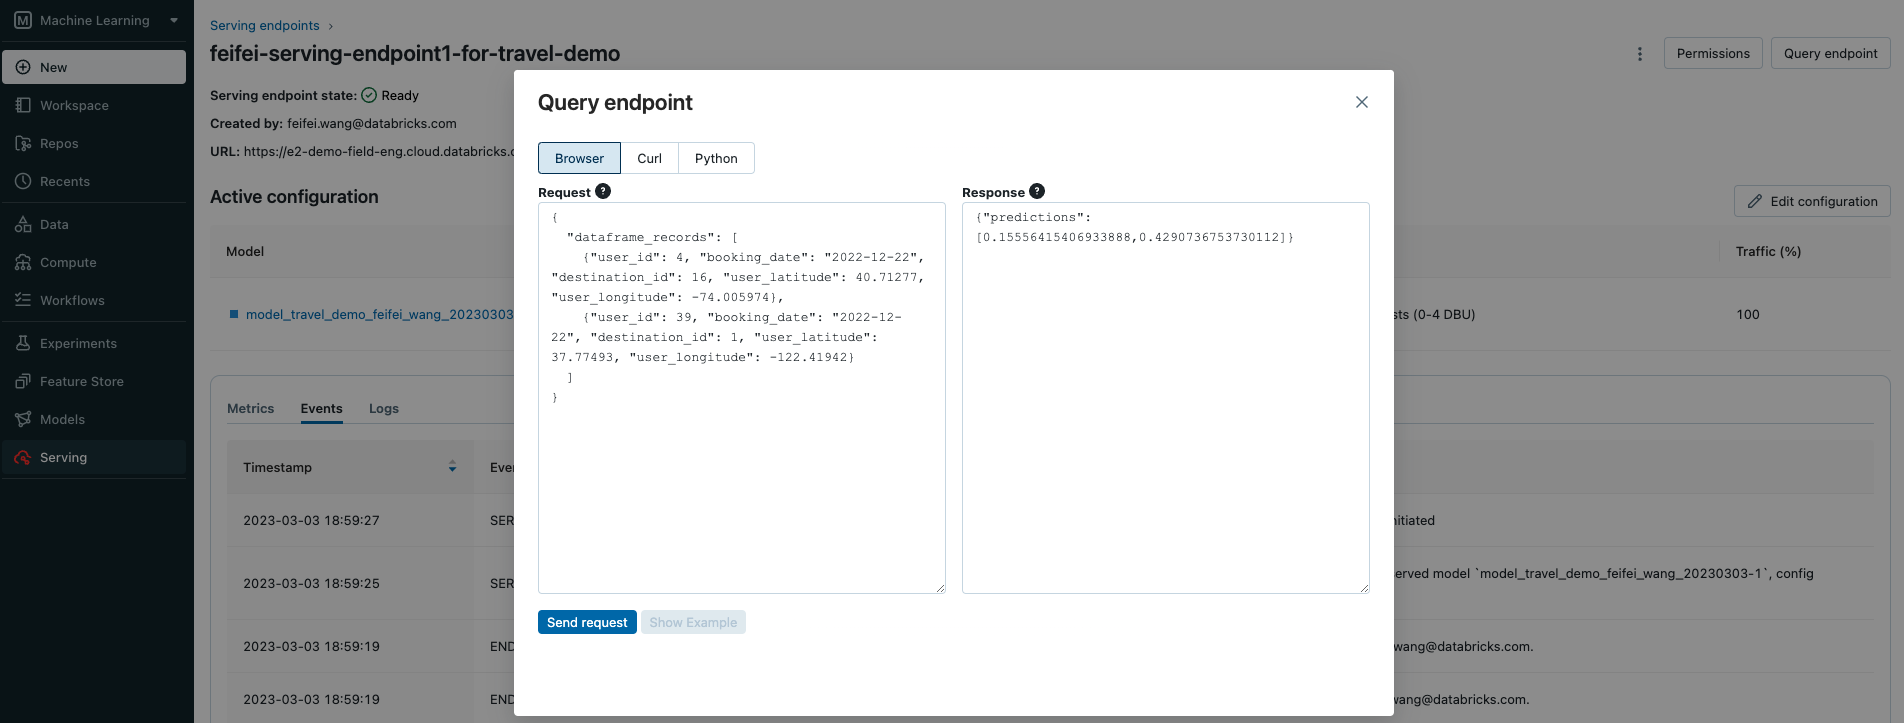 Machine Learning
New
Workspace
Repos
Recents
Data
Compute
Workflows
Experiments
Feature Store
Models
Serving
Serving endpoints ›
feifei-serving-endpoint1-for-travel-demo
Permissions
Query endpoint
Serving endpoint state: Ready
Created by: feifei.wang@databricks.com
URL: https://e2-demo-field-eng.cloud.databricks.c
Active configuration
Edit configuration
Model
Traffic (%)
model_travel_demo_feifei_wang_20230303
sts (0-4 DBU)
100
Metrics
Events
Logs
Timestamp
Even
2023-03-03 18:59:27
SER
nitiated
2023-03-03 18:59:25
SER
erved model `model_travel_demo_feifei_wang_20230303-1`, config
2023-03-03 18:59:19
END
wang@databricks.com.
2023-03-03 18:59:19
END
wang@databricks.com.
Query endpoint
Browser
Curl
Python
Request ?
{
"dataframe_records": [
{"user_id": 4, "booking_date": "2022-12-22",
"destination_id": 16, "user_latitude": 40.71277,
"user_longitude": -74.005974},
{"user_id": 39, "booking_date": "2022-12-
22", "destination_id": 1, "user_latitude":
37.77493, "user_longitude": -122.41942}
]
}
Response ?
{"predictions":
[0.15556415406933888,0.4290736753730112]}
Send request
Show Example